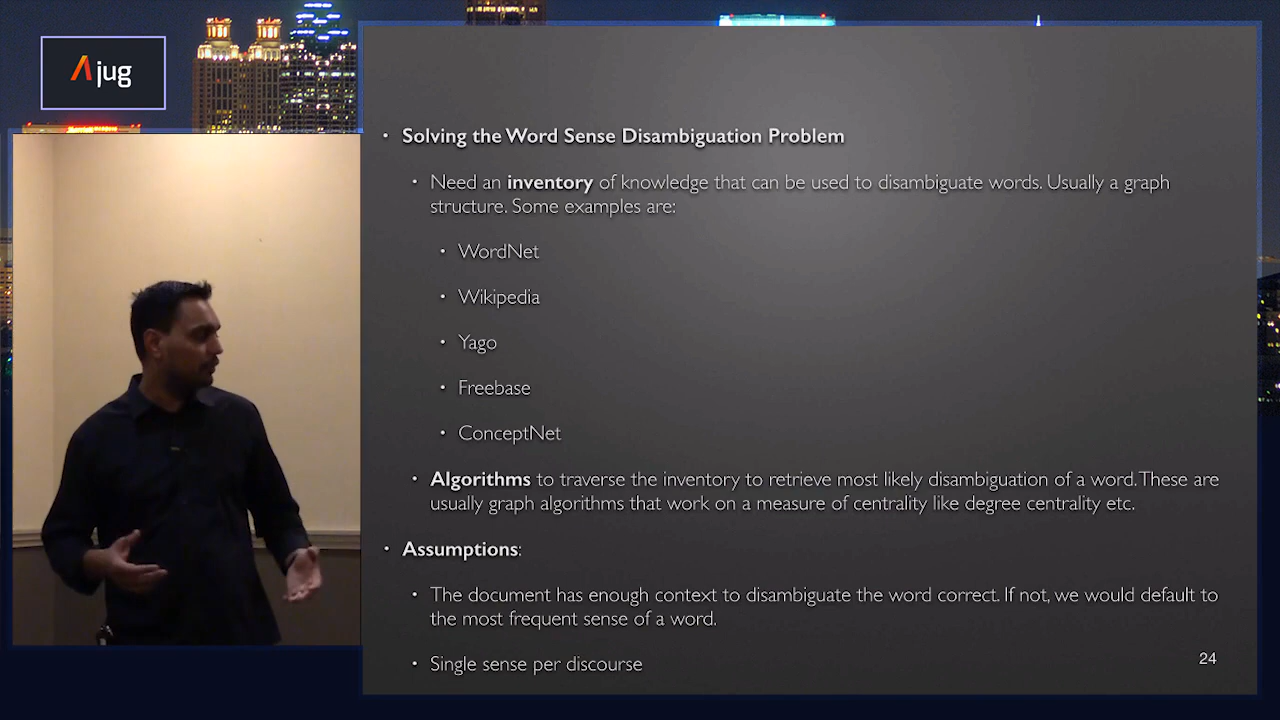 Ajug
Solving the Word Sense Disambiguation Problem
Need an inventory of knowledge that can be used to disambiguate words. Usually a graph
structure. Some examples are:
WordNet
Wikipedia
Yago
Freebase
ConceptNet
Algorithms to traverse the inventory to retrieve most likely disambiguation of a word. These are
usually graph algorithms that work on a measure of centrality like degree centrality etc.
Assumptions:
The document has enough context to disambiguate the word correct. If not, we would default to
the most frequent sense of a word.
Single sense per discourse
24